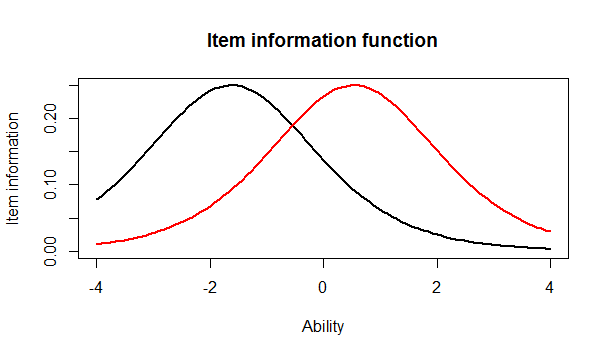 Item information function
Item information
0.20
0.10
0.00
-4 -2 0 2 4
Ability